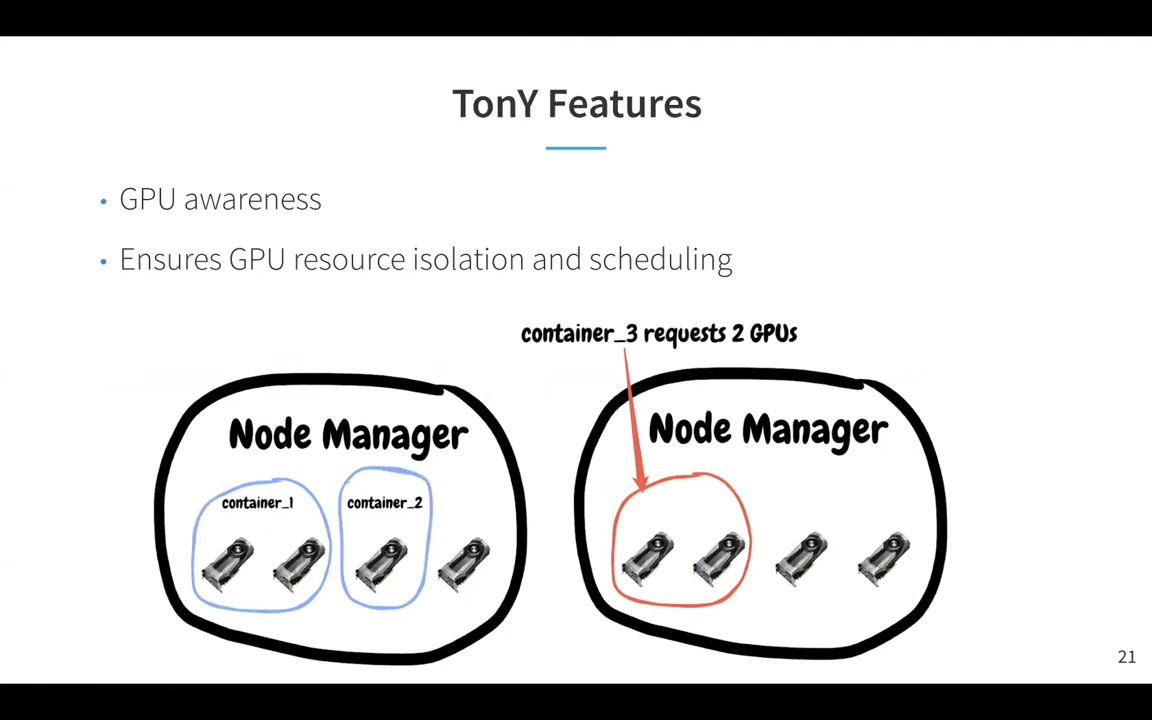 TonY Features
• GPU awareness
• Ensures GPU resource isolation and scheduling
container_3 requests 2 GPUs
Node Manager
container_1
container_2
Node Manager
21